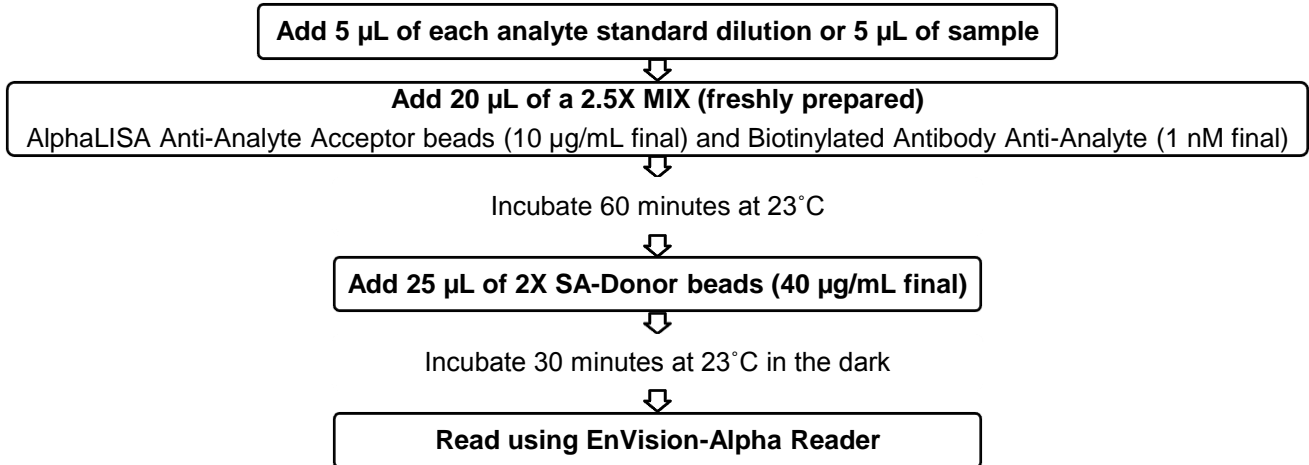 Add 5 µL of each analyte standard dilution or 5 µL of sample
Add 20 µL of a 2.5X MIX (freshly prepared)
AlphaLISA Anti-Analyte Acceptor beads (10 µg/mL final) and Biotinylated Antibody Anti-Analyte (1 nM final)
Incubate 60 minutes at 23˚C
Add 25 µL of 2X SA-Donor beads (40 µg/mL final)
Incubate 30 minutes at 23˚C in the dark
Read using EnVision-Alpha Reader